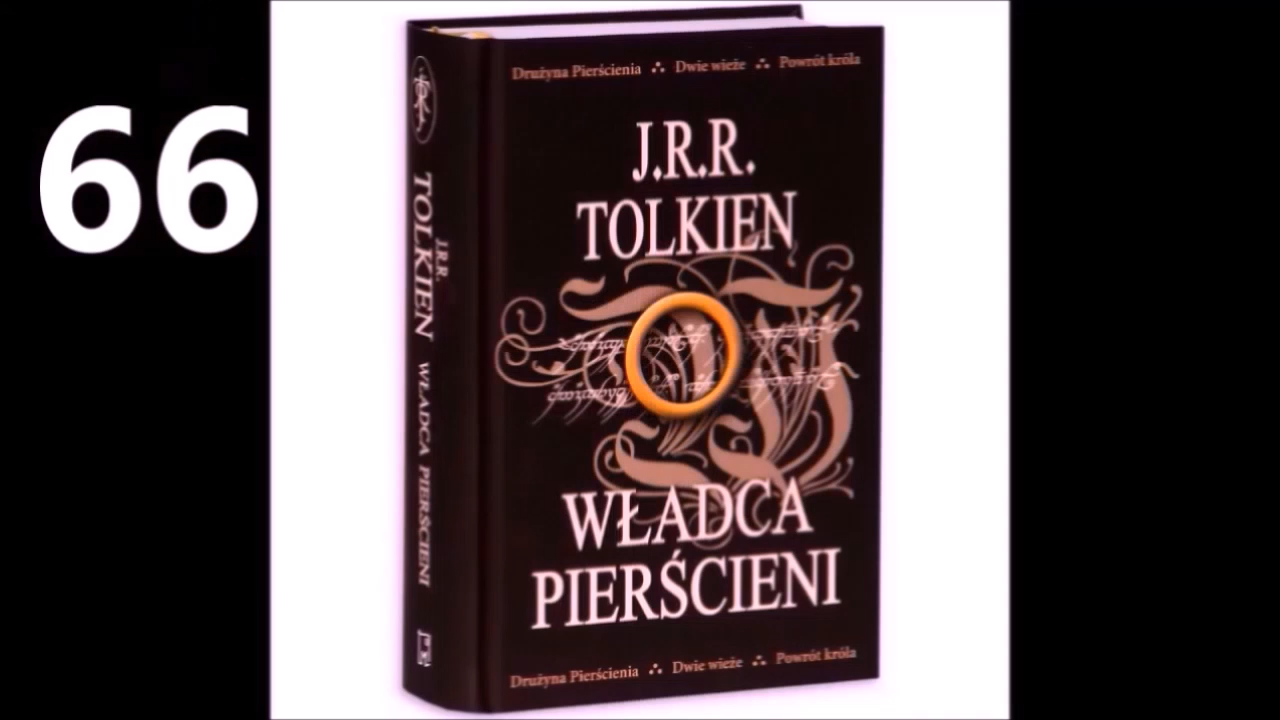 66
Drużyna Pierścienia ∴ Dwie wieże ∴ Powrót króla
J.R.R.
TOLKIEN
WŁADCA
PIERŚCIENI
Drużyna Pierścienia ∴ Dwie wieże ∴ Powrót króla
J.R.R.
TOLKIEN WŁADCA PIERŚCIENI